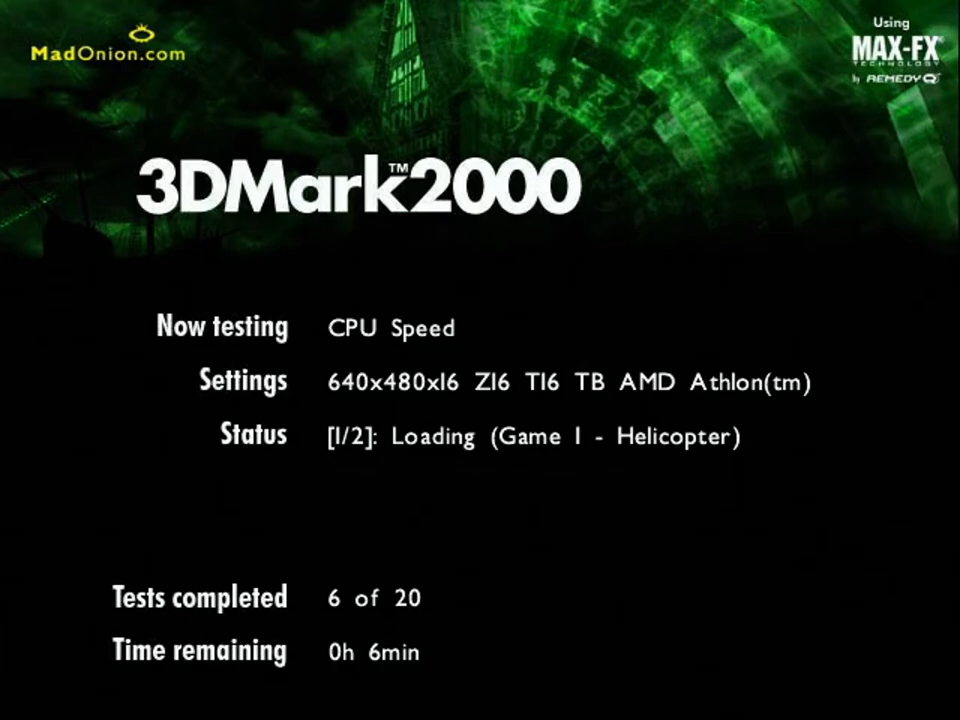 MadOnion.com
Using
MAX-FX
TECHNOLOGY
by REMEDY
3DMark™2000
Now testing CPU Speed
Settings 640x480x16 Z16 T16 TB AMD Athlon(tm)
Status [1/2]: Loading (Game 1 - Helicopter)
Tests completed 6 of 20
Time remaining 0h 6min